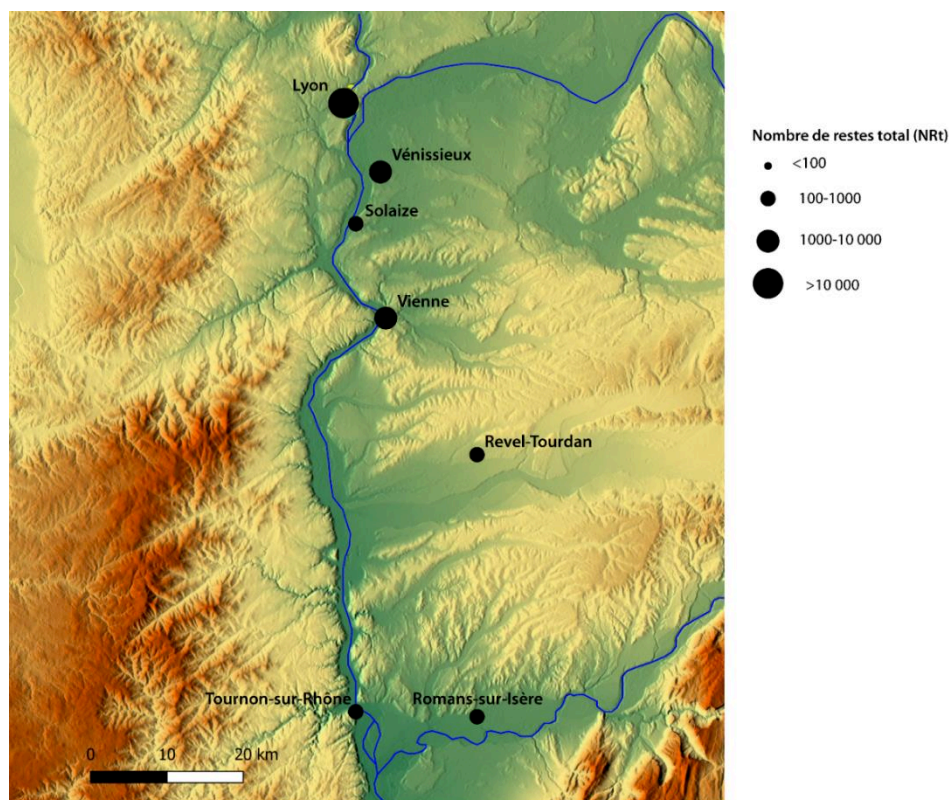 Lyon
Vénissieux
Solaize
Vienne
Revel-Tourdan
Tournon-sur-Rhône
Romans-sur-Isère
0 10 20 km
Nombre de restes total (NRt)
<100
100-1000
1000-10 000
>10 000